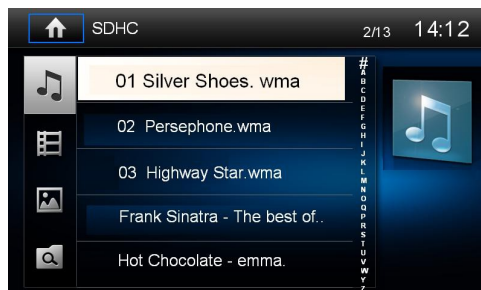 SDHC
2/13
14:12
01 Silver Shoes. wma
02 Persephone.wma
03 Highway Star.wma
Frank Sinatra - The best of..
Hot Chocolate - emma.
#
A
B
C
D
E
F
G
H
I
J
K
L
M
N
O
Q
P
R
S
T
U
V
W
Y
Z